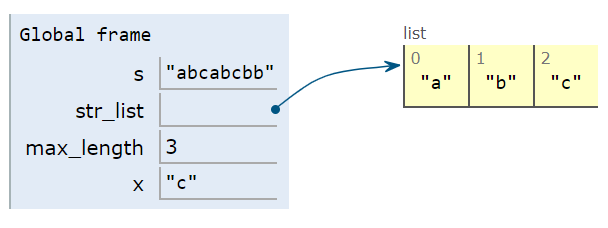 Global frame
s "abcabcbb"
str_list
max_length 3
x "c"
list
0 1 2
"a" "b" "c"